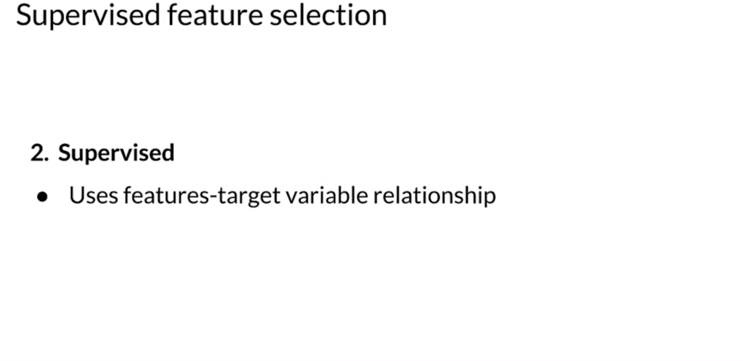 Supervised feature selection
2. Supervised
● Uses features-target variable relationship